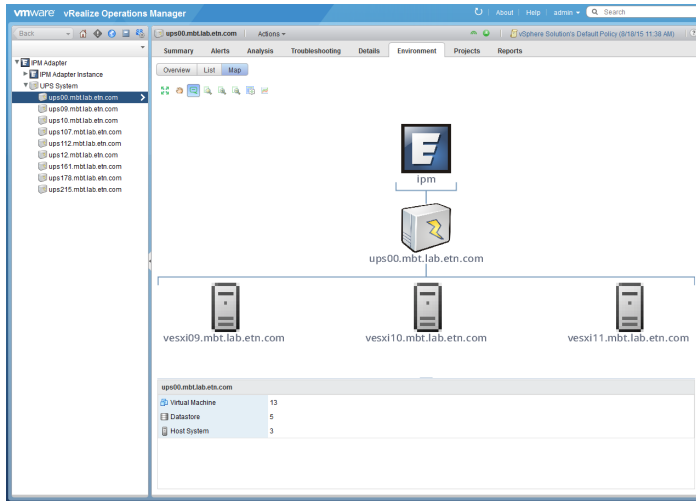 vmware vRealize Operations Manager
About Help admin Search
Back
ups00.mbt.lab.etn.com Actions
vSphere Solution's Default Policy (9/18/15 11:38 AM)
Summary Alerts Analysis Troubleshooting Details Environment Projects Reports
Overview List Map
IPM Adapter
IPM Adapter Instance
UPS System
ups00.mbt.lab.etn.com
ups09.mbt.lab.etn.com
ups10.mbt.lab.etn.com
ups107.mbt.lab.etn.com
ups112.mbt.lab.etn.com
ups12.mbt.lab.etn.com
ups161.mbt.lab.etn.com
ups178.mbt.lab.etn.com
ups215.mbt.lab.etn.com
E
ipm
ups00.mbt.lab.etn.com
vesxi09.mbt.lab.etn.com vesxi10.mbt.lab.etn.com vesxi11.mbt.lab.etn.com
ups00.mbt.lab.etn.com
Virtual Machine 13
Datastore 5
Host System 3